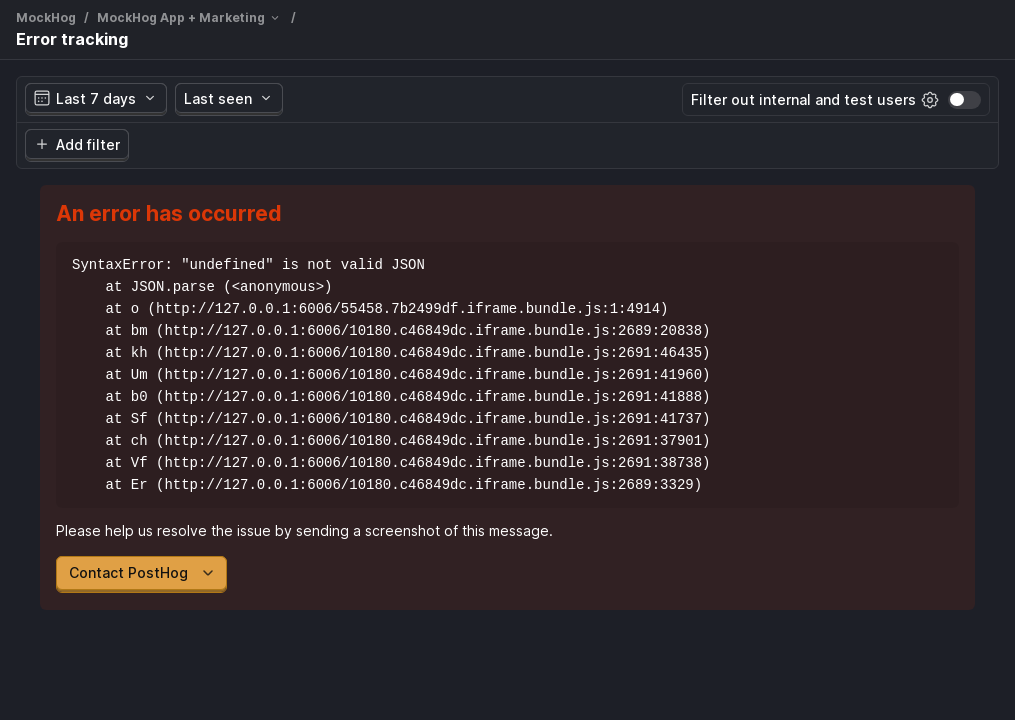 MockHog / MockHog App + Marketing /
Error tracking
Last 7 days Last seen Filter out internal and test users
Add filter
An error has occurred
SyntaxError: "undefined" is not valid JSON
    at JSON.parse (<anonymous>)
    at o (http://127.0.0.1:6006/55458.7b2499df.iframe.bundle.js:1:4914)
    at bm (http://127.0.0.1:6006/10180.c46849dc.iframe.bundle.js:2689:20838)
    at kh (http://127.0.0.1:6006/10180.c46849dc.iframe.bundle.js:2691:46435)
    at Um (http://127.0.0.1:6006/10180.c46849dc.iframe.bundle.js:2691:41960)
    at b0 (http://127.0.0.1:6006/10180.c46849dc.iframe.bundle.js:2691:41888)
    at Sf (http://127.0.0.1:6006/10180.c46849dc.iframe.bundle.js:2691:41737)
    at ch (http://127.0.0.1:6006/10180.c46849dc.iframe.bundle.js:2691:37901)
    at Vf (http://127.0.0.1:6006/10180.c46849dc.iframe.bundle.js:2691:38738)
    at Er (http://127.0.0.1:6006/10180.c46849dc.iframe.bundle.js:2689:3329)
Please help us resolve the issue by sending a screenshot of this message.
Contact PostHog